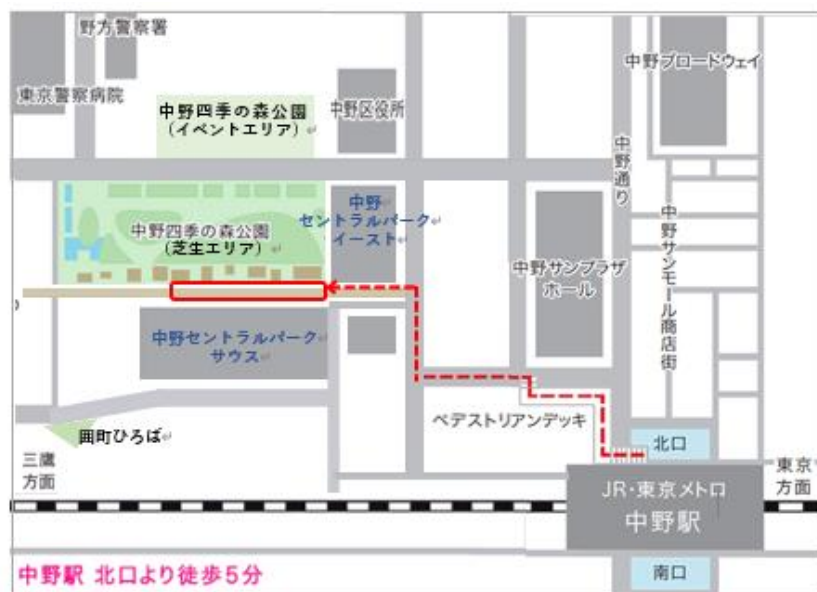 野方警察署
東京警察病院
中野四季の森公園
（イベントエリア）
中野区役所
中野ブロードウェイ
中野通り
中野サンモール商店街
中野四季の森公園
（芝生エリア）
中野
セントラルパーク
イースト
中野サンプラザ
ホール
中野セントラルパーク
サウス
囲町ひろば
ペデストリアンデッキ
北口
三鷹
方面
東京
方面
JR・東京メトロ
中野駅
南口
中野駅 北口より徒歩5分